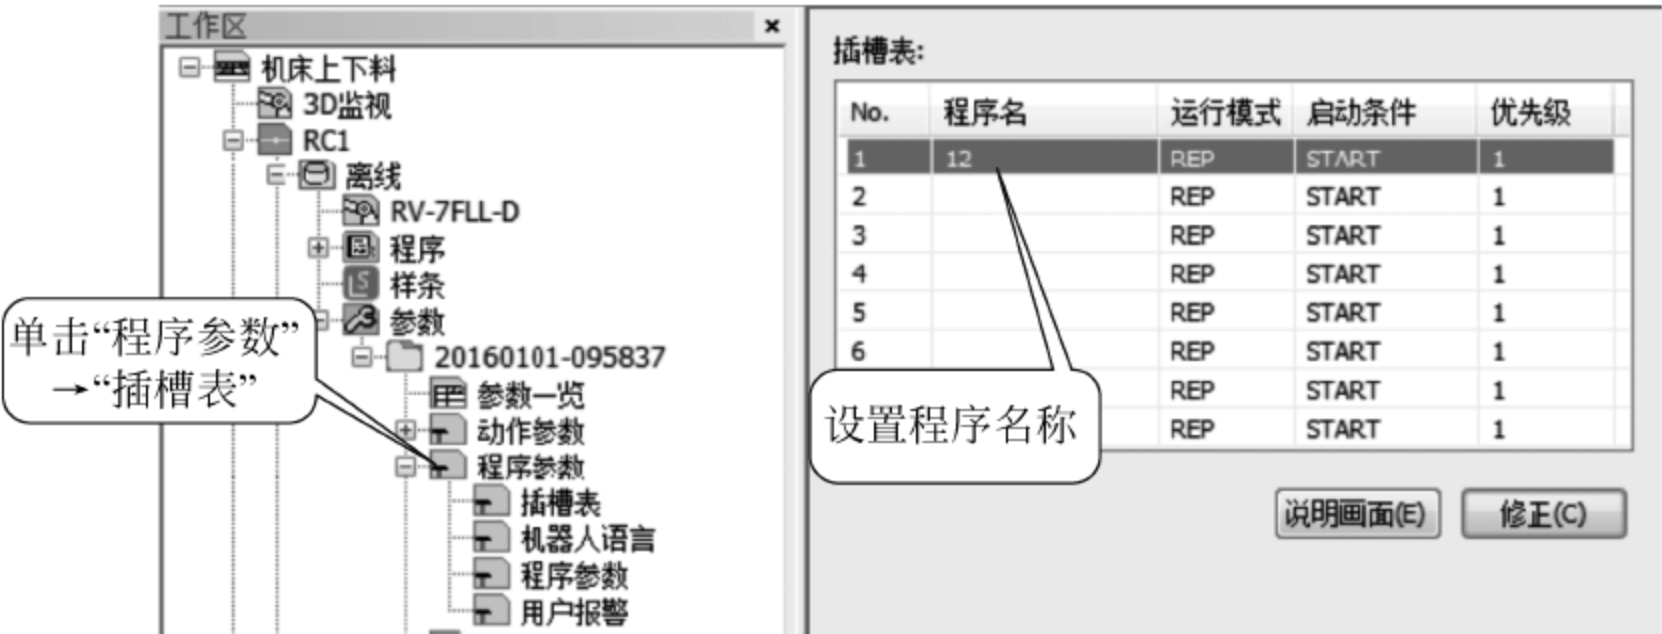 工作区
机床上下料
3D监视
RC1
离线
RV-7FLL-D
程序
样条
参数
20160101-095837
参数一览
动作参数
程序参数
插槽表
机器人语言
程序参数
用户报警
单击“程序参数”
→“插槽表”
插槽表:
No. 程序名 运行模式 启动条件 优先级
1 12 REP START 1
2 REP START 1
3 REP START 1
4 REP START 1
5 REP START 1
6 REP START 1
REP START 1
REP START 1
设置程序名称
说明画面(E) 修正(C)